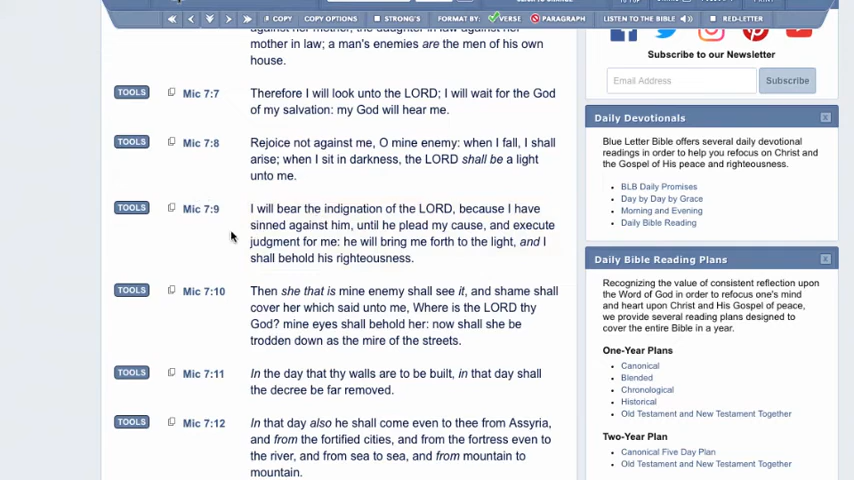 COPY COPY OPTIONS STRONG'S FORMAT BY: VERSE PARAGRAPH LISTEN TO THE BIBLE RED-LETTER
mother in law; a man's enemies are the men of his own
house.
TOOLS Mic 7:7 Therefore I will look unto the LORD; I will wait for the God
of my salvation: my God will hear me.
TOOLS Mic 7:8 Rejoice not against me, O mine enemy: when I fall, I shall
arise; when I sit in darkness, the LORD shall be a light
unto me.
TOOLS Mic 7:9 I will bear the indignation of the LORD, because I have
sinned against him, until he plead my cause, and execute
judgment for me: he will bring me forth to the light, and I
shall behold his righteousness.
TOOLS Mic 7:10 Then she that is mine enemy shall see it, and shame shall
cover her which said unto me, Where is the LORD thy
God? mine eyes shall behold her: now shall she be
trodden down as the mire of the streets.
TOOLS Mic 7:11 In the day that thy walls are to be built, in that day shall
the decree be far removed.
TOOLS Mic 7:12 In that day also he shall come even to thee from Assyria,
and from the fortified cities, and from the fortress even to
the river, and from sea to sea, and from mountain to
mountain.
Subscribe to our Newsletter
Email Address Subscribe
Daily Devotionals
Blue Letter Bible offers several daily devotional
readings in order to help you refocus on Christ and
the Gospel of His peace and righteousness.
BLB Daily Promises
Day by Day by Grace
Morning and Evening
Daily Bible Reading
Daily Bible Reading Plans
Recognizing the value of consistent reflection upon
the Word of God in order to refocus one's mind and
heart upon Christ and His Gospel of peace,
we provide several reading plans designed to
cover the entire Bible in a year.
One-Year Plans
Canonical
Blended
Chronological
Historical
Old Testament and New Testament Together
Two-Year Plan
Canonical Five Day Plan
Old Testament and New Testament Together